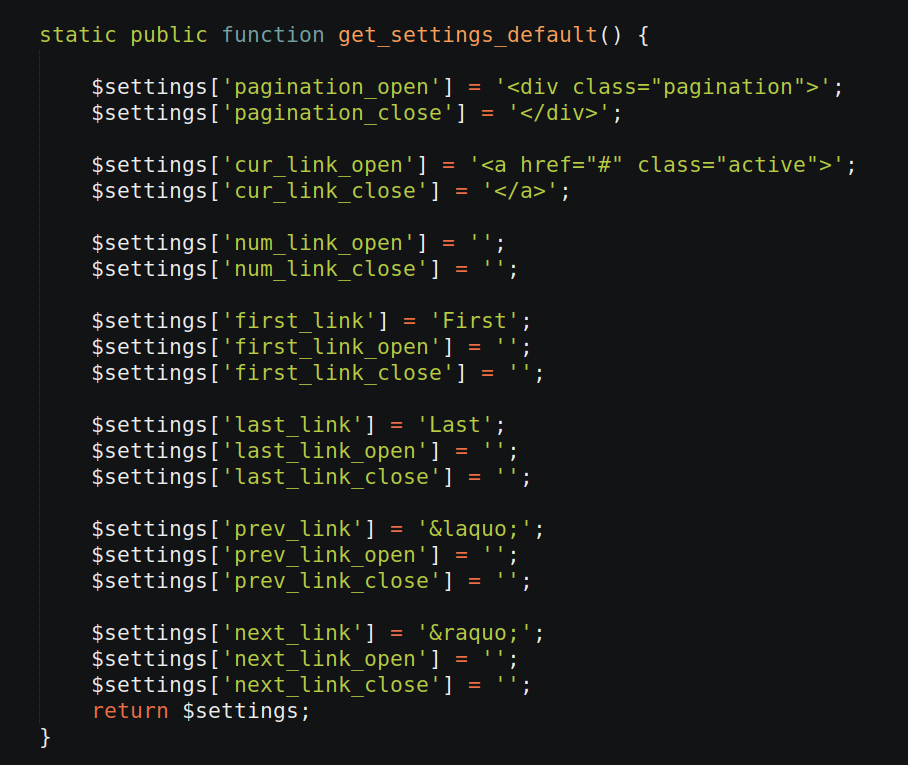 static public function get_settings_default() {
$settings['pagination_open'] = '<div class="pagination">';
$settings['pagination_close'] = '</div>';
$settings['cur_link_open'] = '<a href="#" class="active">';
$settings['cur_link_close'] = '</a>';
$settings['num_link_open'] = '';
$settings['num_link_close'] = '';
$settings['first_link'] = 'First';
$settings['first_link_open'] = '';
$settings['first_link_close'] = '';
$settings['last_link'] = 'Last';
$settings['last_link_open'] = '';
$settings['last_link_close'] = '';
$settings['prev_link'] = '&laquo;';
$settings['prev_link_open'] = '';
$settings['prev_link_close'] = '';
$settings['next_link'] = '&raquo;';
$settings['next_link_open'] = '';
$settings['next_link_close'] = '';
return $settings;
}